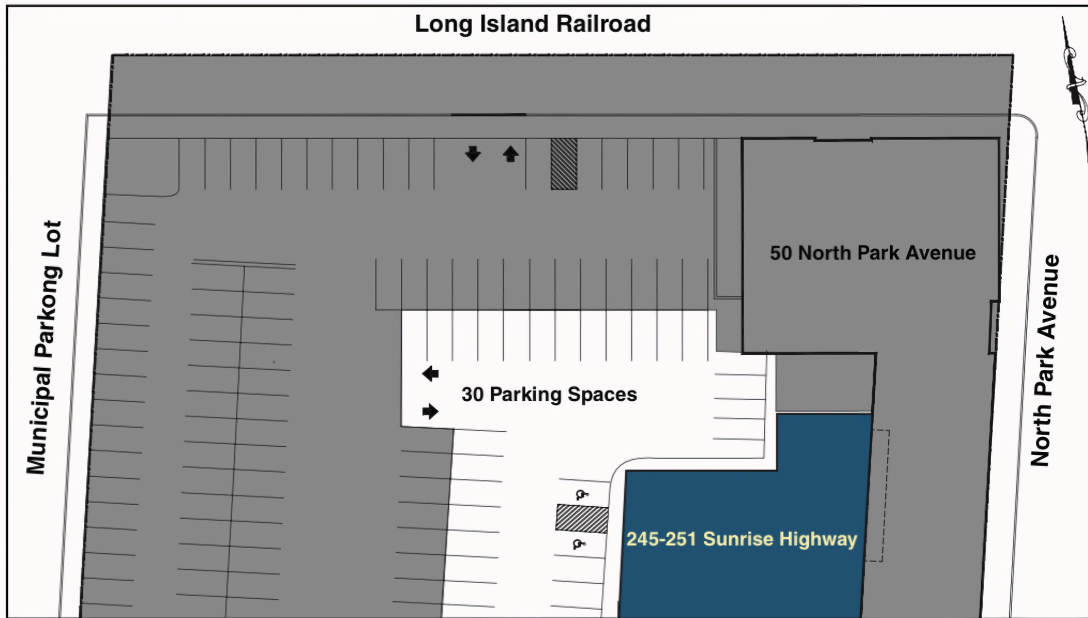 Long Island Railroad
50 North Park Avenue
Municipal Parkong Lot
North Park Avenue
30 Parking Spaces
245-251 Sunrise Highway